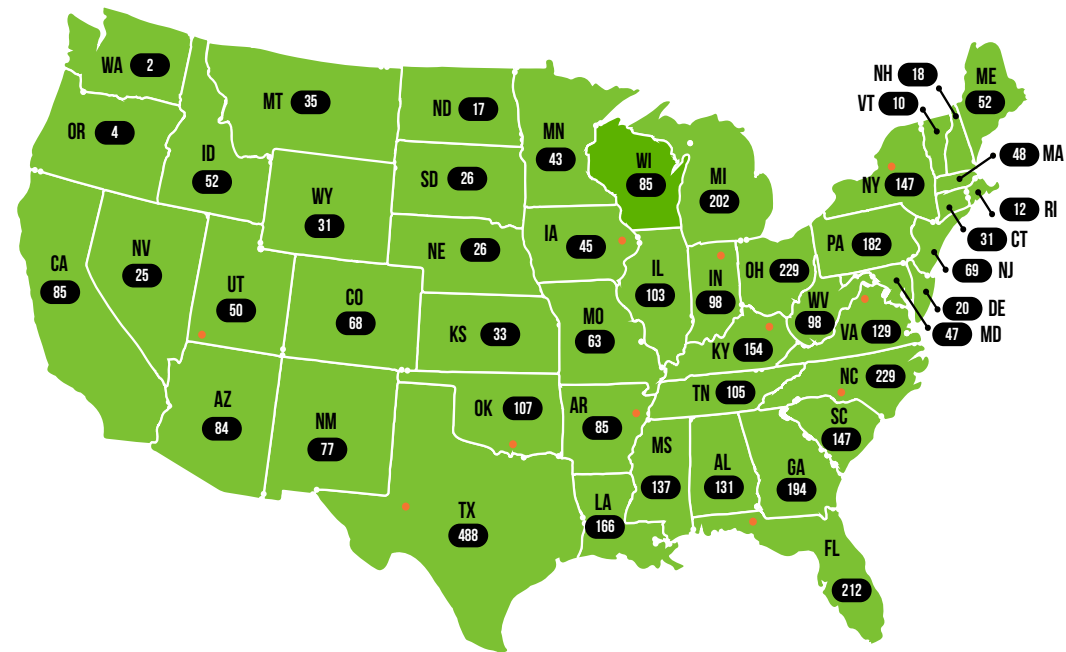 WA 2
OR 4
ID
52
MT 35
WY
31
NV
25
CA
85
UT
50
CO
68
AZ
84
NM
77
ND 17
SD 26
NE 26
KS 33
OK 107
TX
488
MN
43
IA 45
MO
63
AR
85
LA
166
WI
85
IL
103
MI
202
IN
98
OH 229
KY 154
TN 105
MS
137
AL
131
GA
194
FL
212
SC
147
NC 229
VA 129
WV
98
PA 182
NY 147
VT 10
NH 18
ME
52
48 MA
12 RI
31 CT
69 NJ
20 DE
47 MD